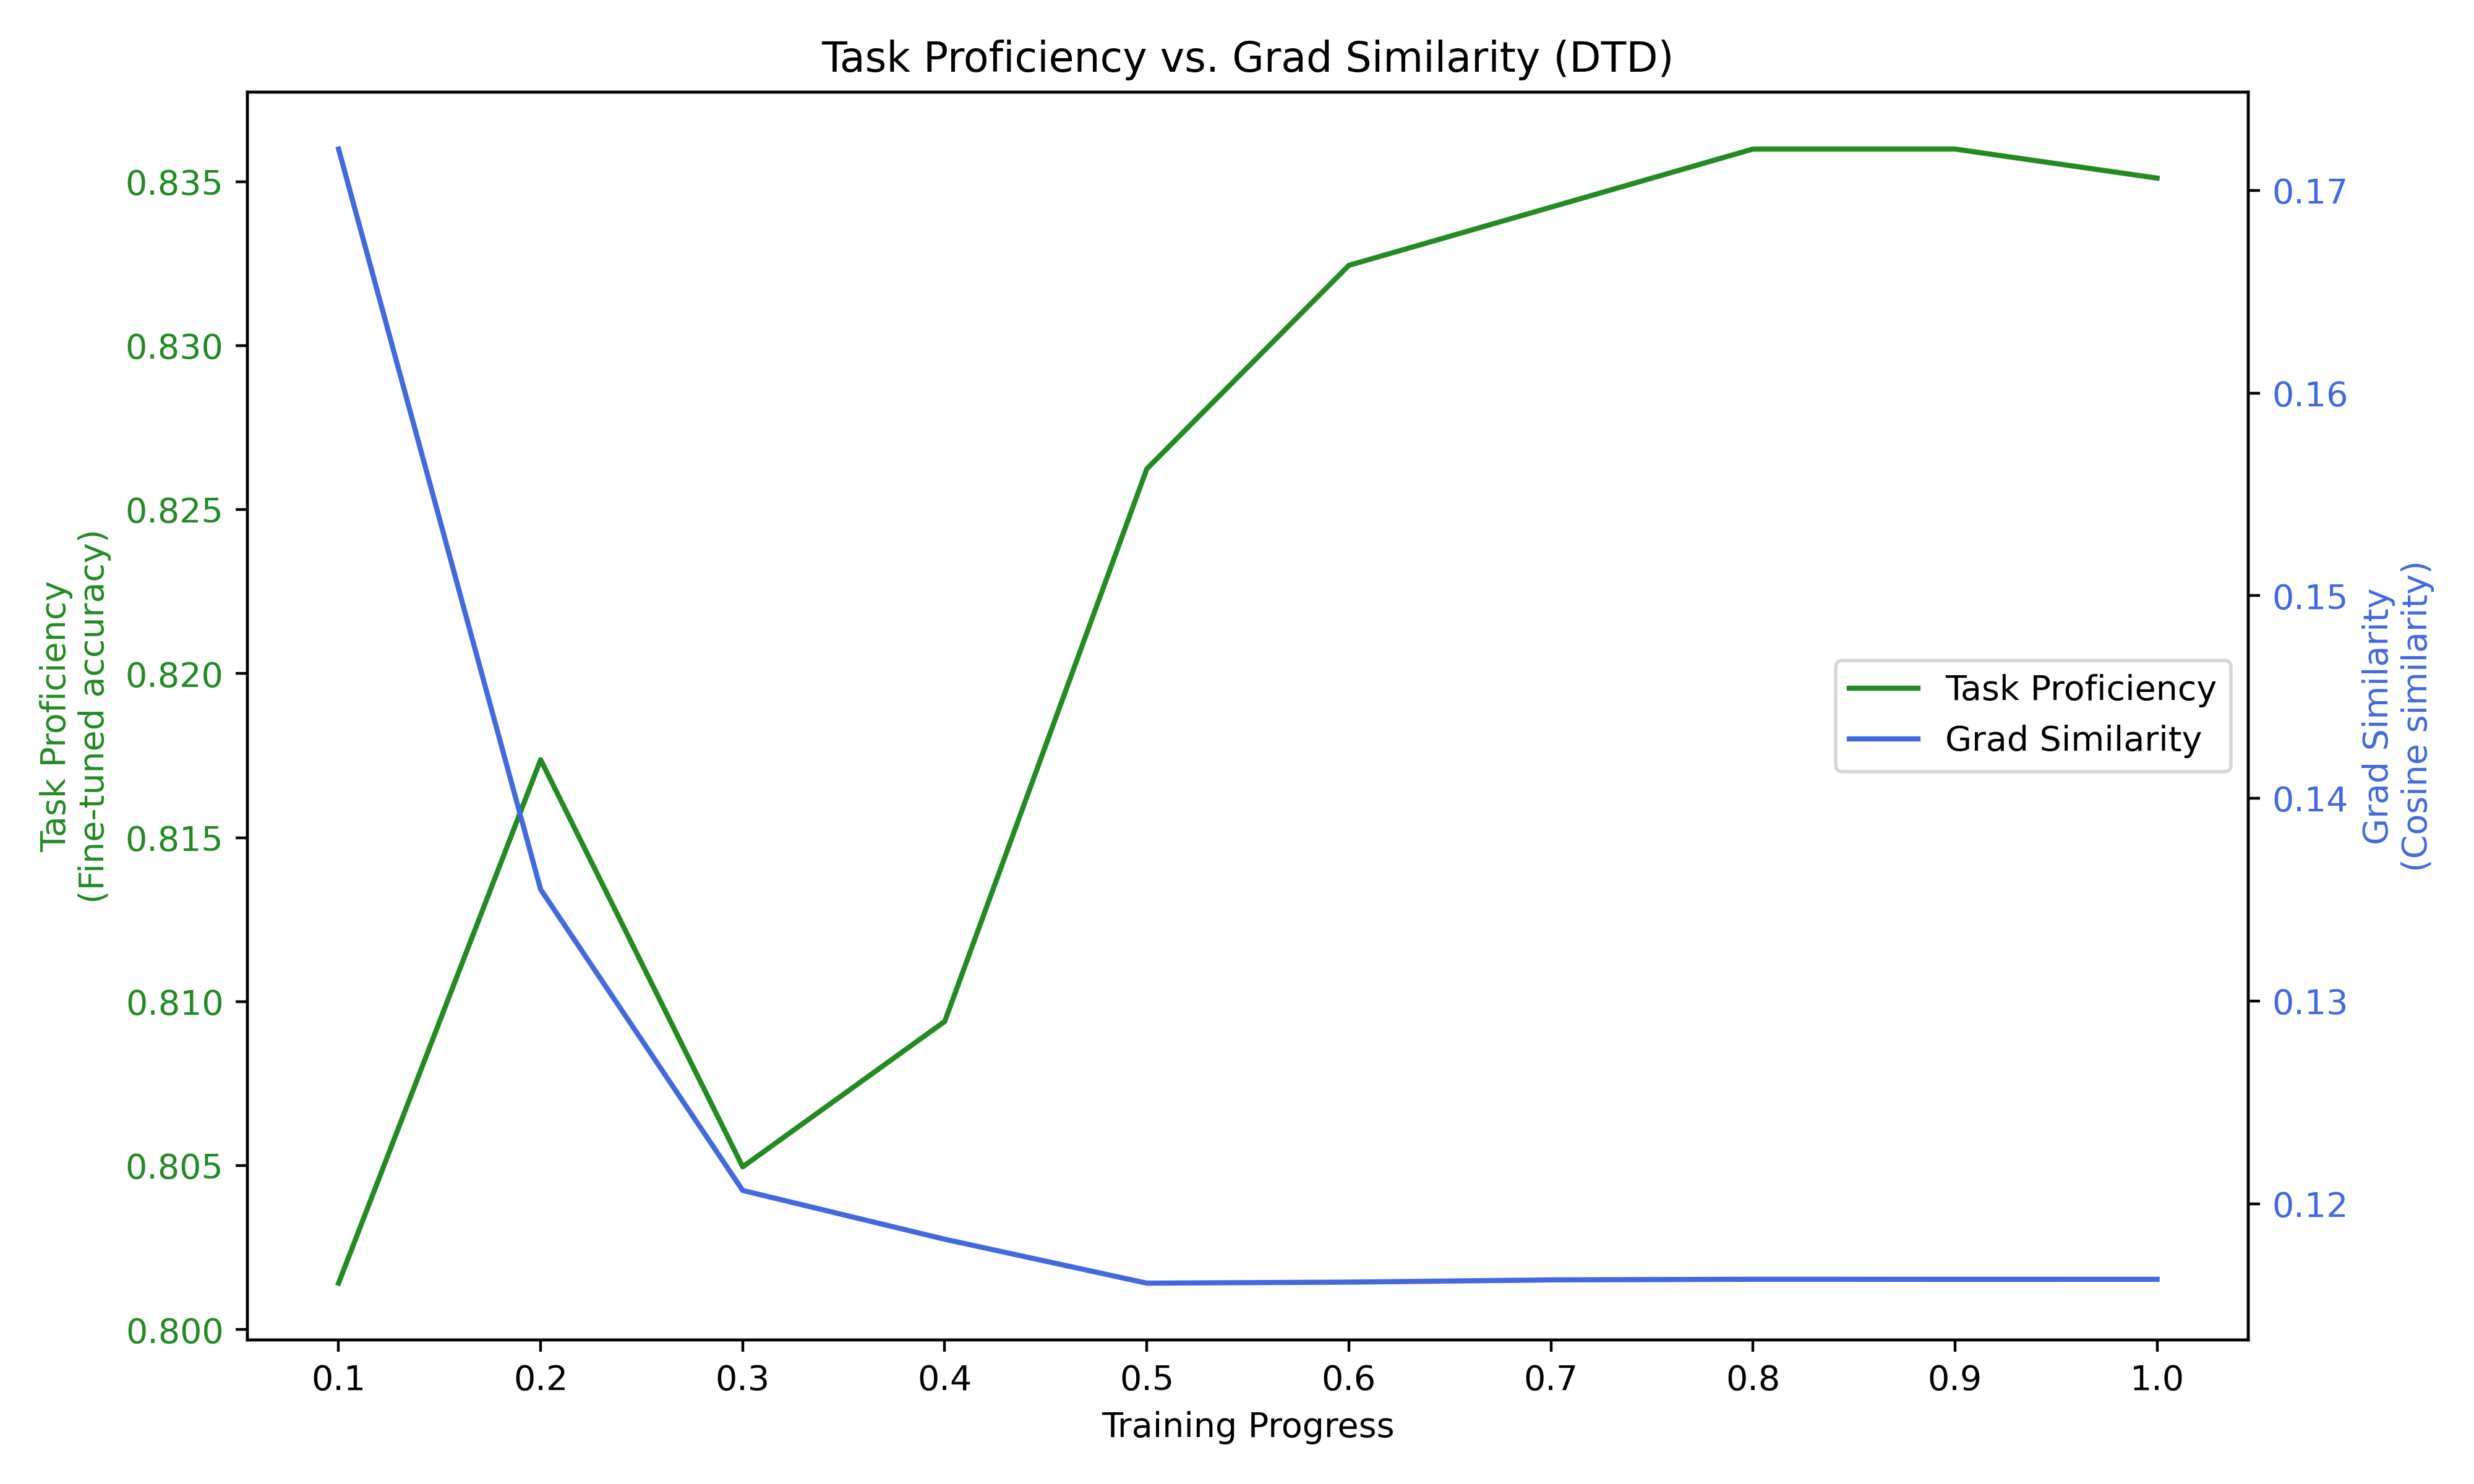 Task Proficiency vs. Grad Similarity (DTD)
Task Proficiency
(Fine-tuned accuracy)
0.835
0.830
0.825
0.820
0.815
0.810
0.805
0.800
Task Proficiency
Grad Similarity
0.17
0.16
0.15
0.14
0.13
0.12
Grad Similarity
(Cosine similarity)
0.1 0.2 0.3 0.4 0.5 0.6 0.7 0.8 0.9 1.0
Training Progress